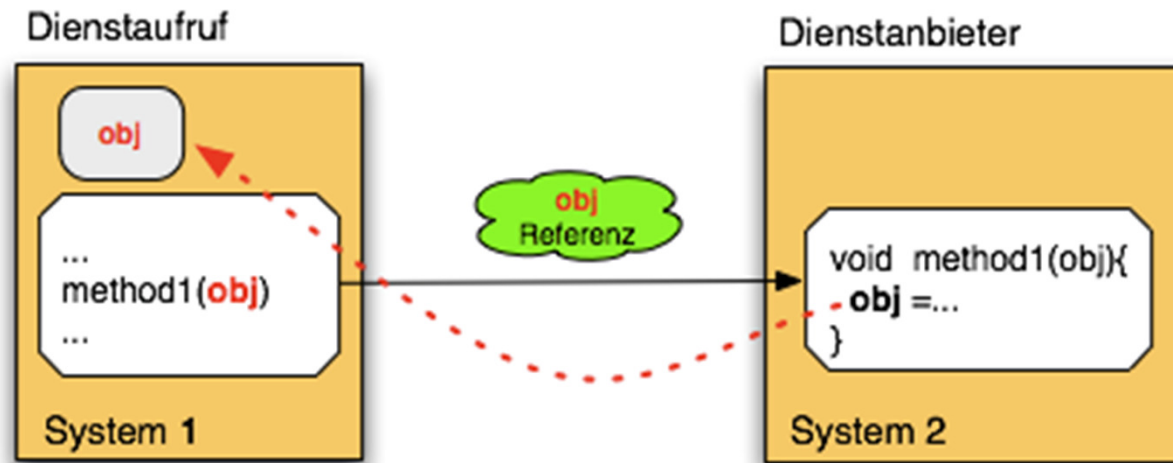 Dienstaufruf
obj
...
method1(obj)
...
System 1
obj
Referenz
Dienstanbieter
void method1(obj){
obj =...
}
System 2